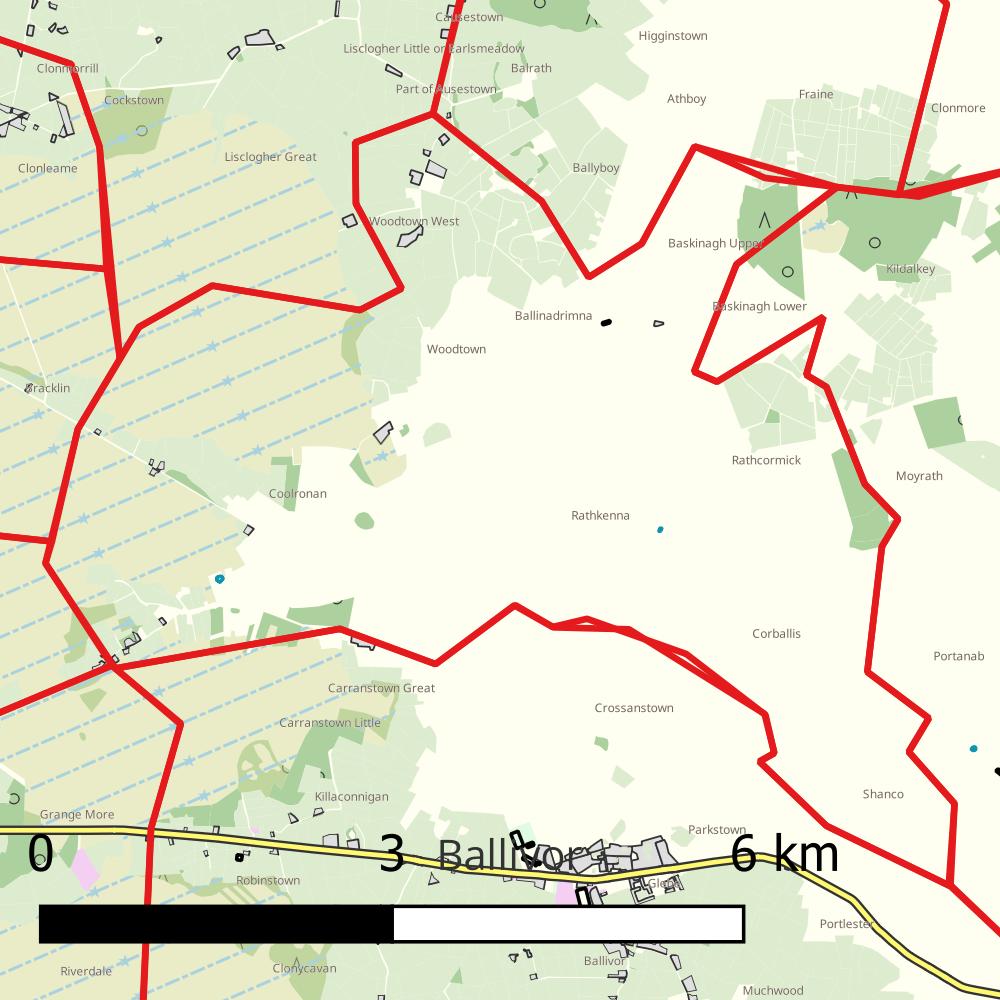 Causestown
Higginstown
Lisclogher Little or Earlsmeadow
Clonmorrill
Balrath
Part of Ausestown
Cockstown
Athboy
Fraine
Clonmore
Lisclogher Great
Clonleame
Ballyboy
Woodtown West
Baskinagh Upper
Kildalkey
Baskinagh Lower
Ballinadrimna
Woodtown
Bracklin
Rathcormick
Moyrath
Coolronan
Rathkenna
Corballis
Portanab
Carranstown Great
Crossanstown
Carranstown Little
Killaconnigan
Shanco
Grange More
Parkstown
0 3 6 km
Ballivor
Robinstown
Glebe
Portlester
Ballivor
Riverdale
Clonycavan
Muchwood